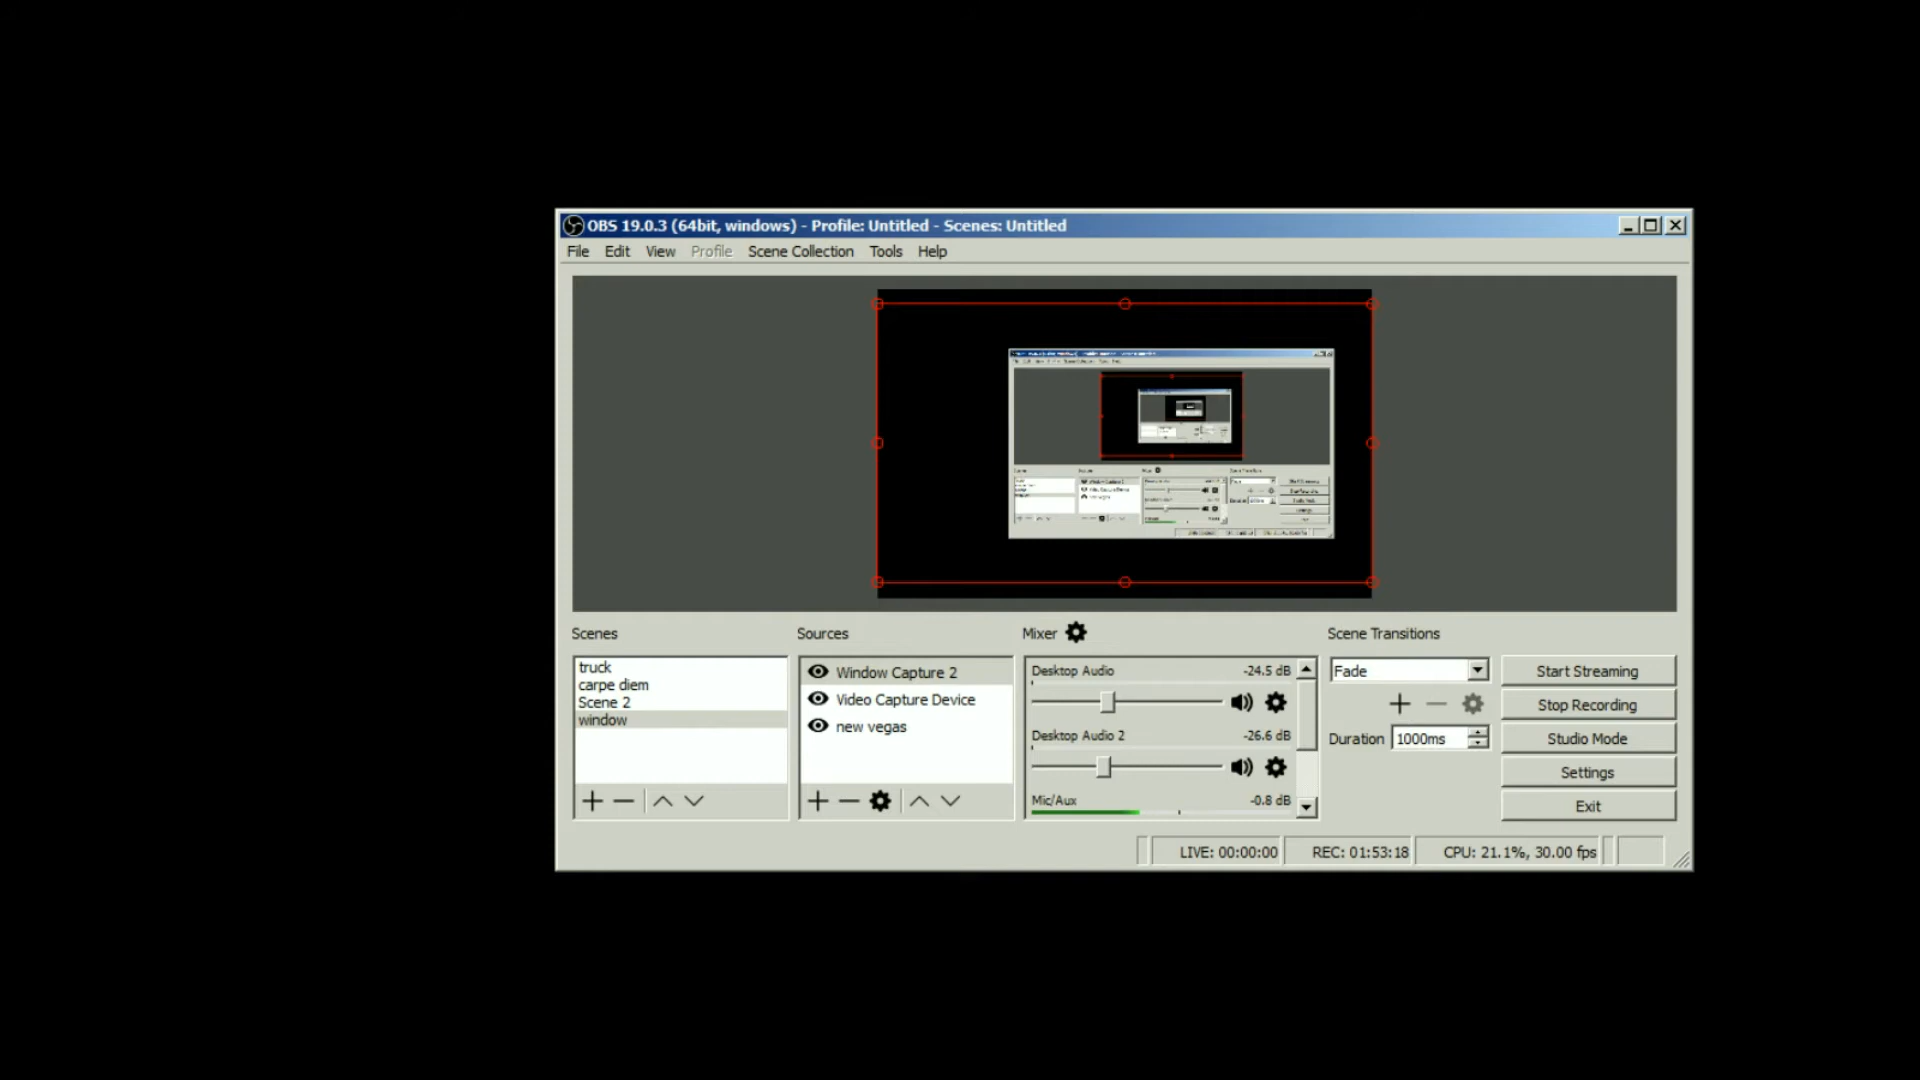 OBS 19.0.3 (64bit, windows) - Profile: Untitled - Scenes: Untitled
File Edit View Profile Scene Collection Tools Help
Scenes
truck
carpe diem
Scene 2
window
Sources
Window Capture 2
Video Capture Device
new vegas
Mixer
Desktop Audio -24.5 dB
Desktop Audio 2 -26.6 dB
Mic/Aux -0.8 dB
Scene Transitions
Fade
Duration 1000ms
Start Streaming
Stop Recording
Studio Mode
Settings
Exit
LIVE: 00:00:00 REC: 01:53:18 CPU: 21.1%, 30.00 fps